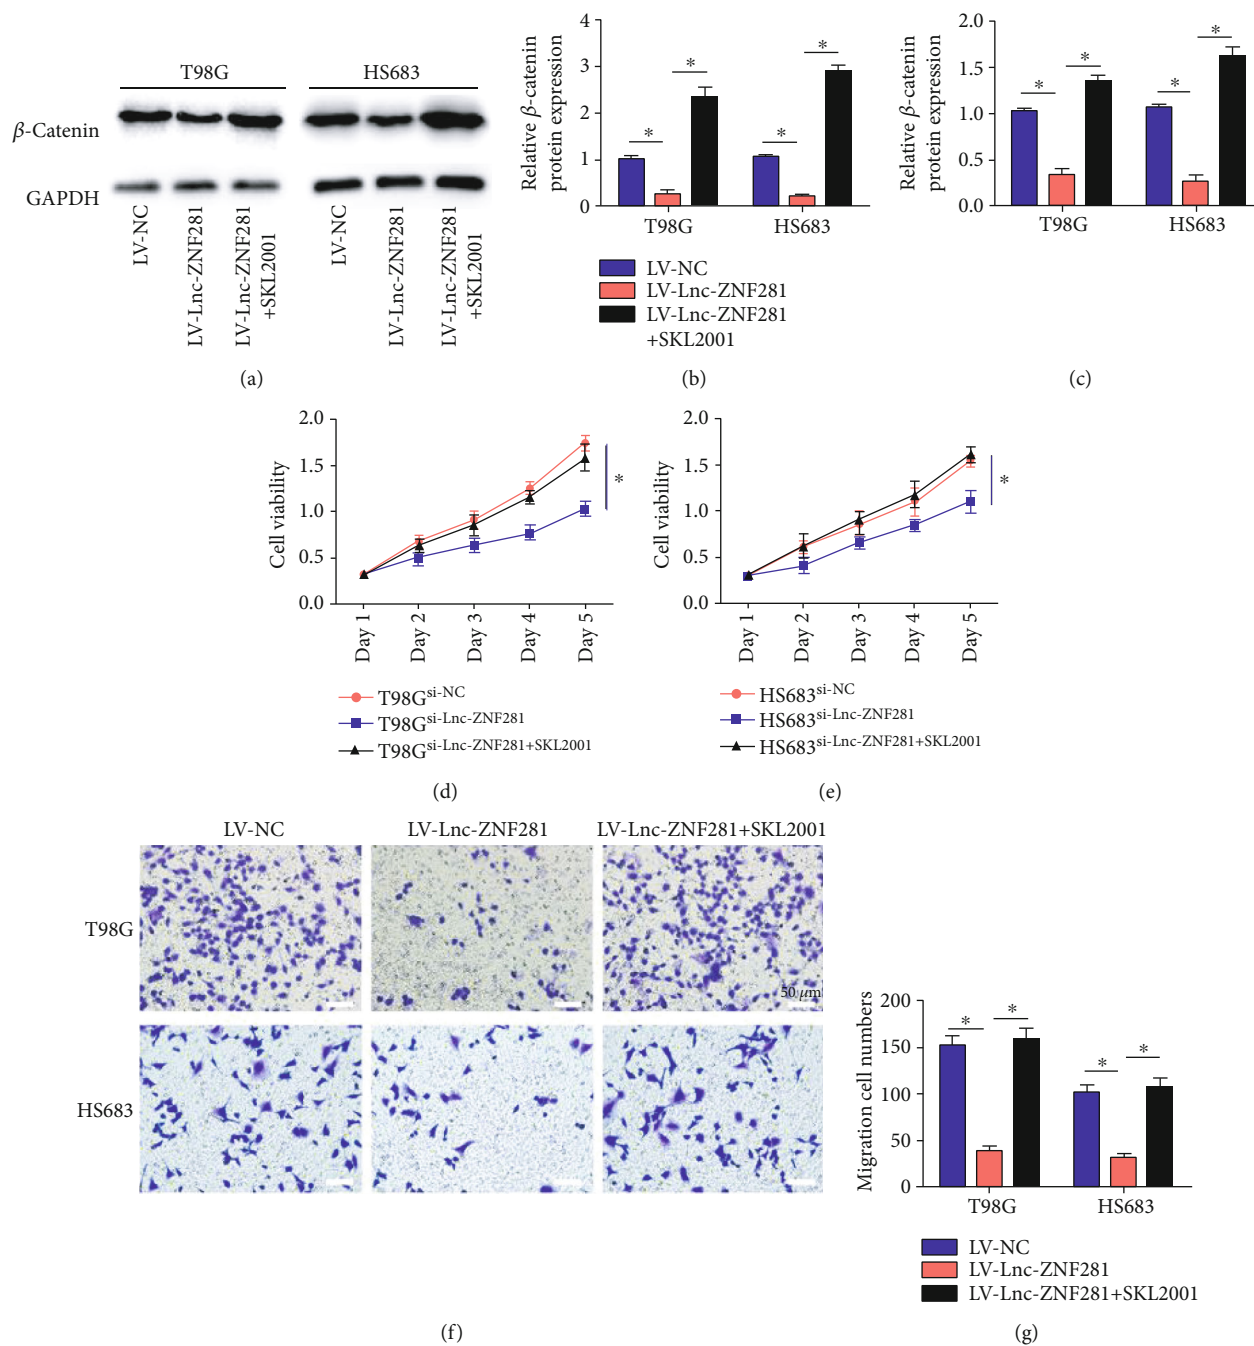 T98G
HS683
β-Catenin
GAPDH
LV-NC
LV-Lnc-ZNF281
LV-Lnc-ZNF281
+SKL2001
LV-NC
LV-Lnc-ZNF281
LV-Lnc-ZNF281
+SKL2001
(a)
Relative β-catenin
protein expression
4
3
2
1
0
*
*
*
*
T98G
HS683
LV-NC
LV-Lnc-ZNF281
LV-Lnc-ZNF281
+SKL2001
(b)
Relative β-catenin
protein expression
2.0
1.5
1.0
0.5
0.0
*
*
*
*
T98G
HS683
(c)
Cell viability
2.0
1.5
1.0
0.5
0.0
*
Day 1
Day 2
Day 3
Day 4
Day 5
T98Gsi-NC
T98Gsi-Lnc-ZNF281
T98Gsi-Lnc-ZNF281+SKL2001
(d)
Cell viability
2.0
1.5
1.0
0.5
0.0
*
Day 1
Day 2
Day 3
Day 4
Day 5
HS683si-NC
HS683si-Lnc-ZNF281
HS683si-Lnc-ZNF281+SKL2001
(e)
LV-NC
LV-Lnc-ZNF281
LV-Lnc-ZNF281+SKL2001
T98G
50 μm
HS683
(f)
Migration cell numbers
200
150
100
50
0
*
*
*
*
T98G
HS683
LV-NC
LV-Lnc-ZNF281
LV-Lnc-ZNF281+SKL2001
(g)